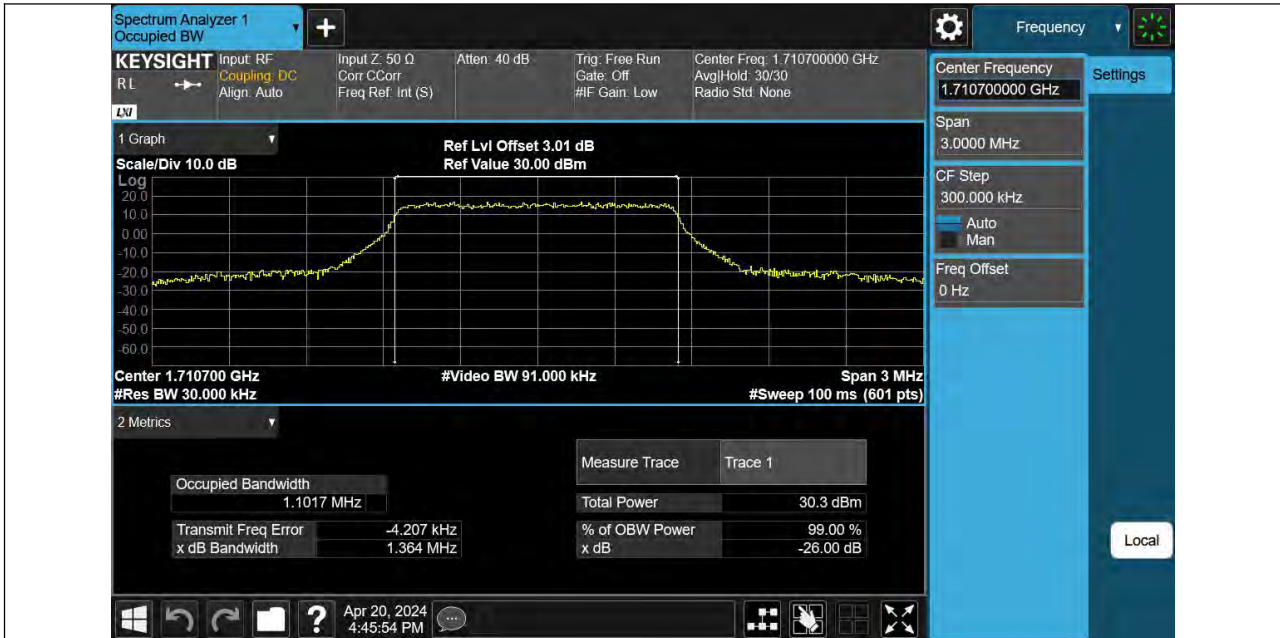 Spectrum Analyzer 1
Occupied BW
Frequency
KEYSIGHT
R L
LXI
Input: RF
Coupling: DC
Align: Auto
Input Z: 50 Ω
Corr CCorr
Freq Ref: Int (S)
Atten: 40 dB
Trig: Free Run
Gate: Off
#IF Gain: Low
Center Freq: 1.710700000 GHz
Avg|Hold: 30/30
Radio Std: None
Center Frequency
1.710700000 GHz
Settings
Span
3.0000 MHz
CF Step
300.000 kHz
Auto
Man
Freq Offset
0 Hz
Local
1 Graph
Scale/Div 10.0 dB
Ref Lvl Offset 3.01 dB
Ref Value 30.00 dBm
Log
20.0
10.0
0.00
-10.0
-20.0
-30.0
-40.0
-50.0
-60.0
Center 1.710700 GHz
#Video BW 91.000 kHz
Span 3 MHz
#Res BW 30.000 kHz
#Sweep 100 ms (601 pts)
2 Metrics
Measure Trace Trace 1
Occupied Bandwidth
1.1017 MHz
Total Power 30.3 dBm
Transmit Freq Error -4.207 kHz
% of OBW Power 99.00 %
x dB Bandwidth 1.364 MHz
x dB -26.00 dB
?
Apr 20, 2024
4:45:54 PM